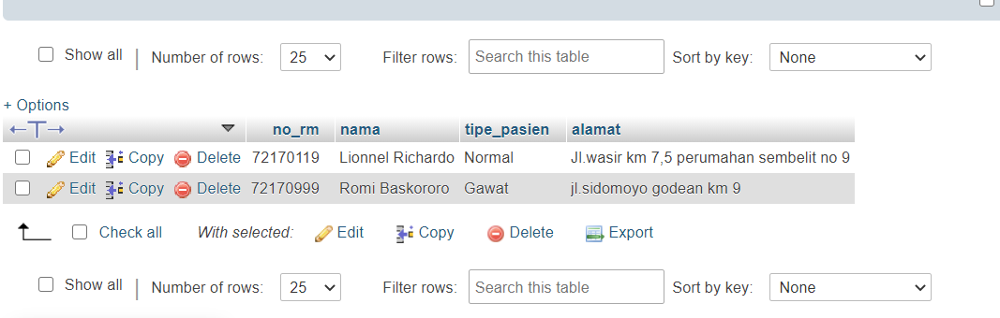 Show all Number of rows: 25 Filter rows: Search this table Sort by key: None
+ Options
←T→ no_rm nama tipe_pasien alamat
Edit Copy Delete 72170119 Lionnel Richardo Normal Jl.wasir km 7,5 perumahan sembelit no 9
Edit Copy Delete 72170999 Romi Baskororo Gawat jl.sidomoyo godean km 9
Check all With selected: Edit Copy Delete Export
Show all Number of rows: 25 Filter rows: Search this table Sort by key: None